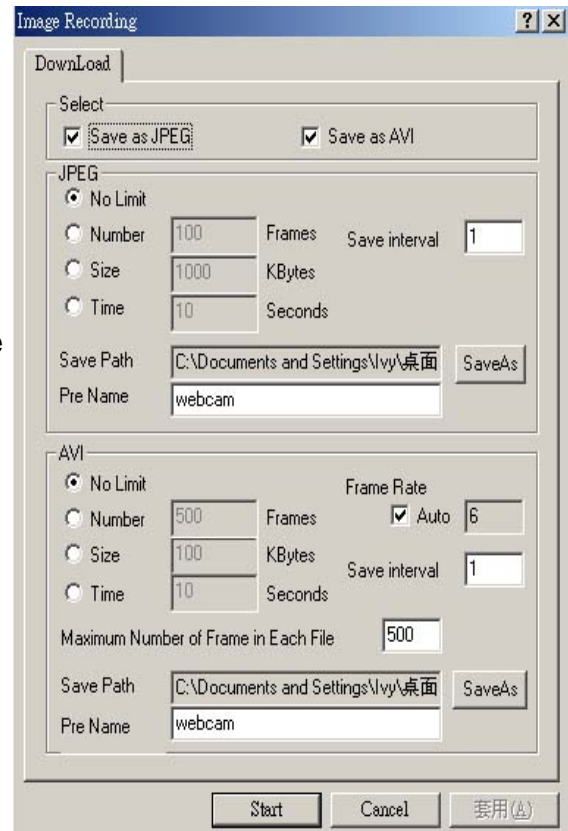 Image Recording
DownLoad
Select
Save as JPEG Save as AVI
JPEG
No Limit
Number 100 Frames Save interval 1
Size 1000 KBytes
Time 10 Seconds
Save Path C:\Documents and Settings\Ivy\桌面 SaveAs
Pre Name webcam
AVI
No Limit Frame Rate
Number 500 Frames Auto 6
Size 100 KBytes
Save interval 1
Time 10 Seconds
Maximum Number of Frame in Each File 500
Save Path C:\Documents and Settings\Ivy\桌面 SaveAs
Pre Name webcam
Start Cancel 套用(A)
e